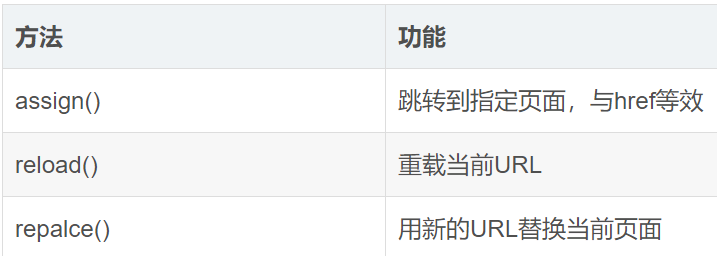 方法 功能
assign() 跳转到指定页面，与href等效
reload() 重载当前URL
repalce() 用新的URL替换当前页面